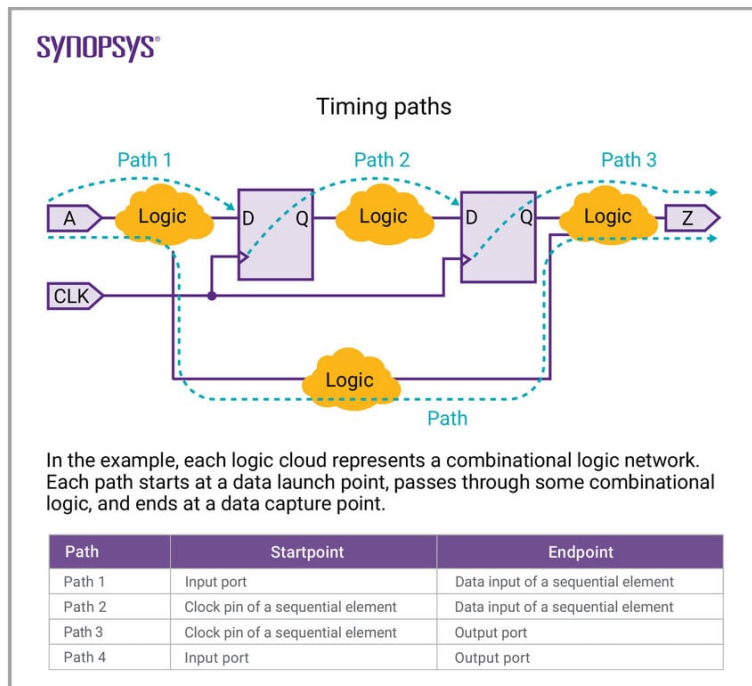 SYNOPSYS®
Timing paths
Path 1
Path 2
Path 3
A
Logic
D
Q
Logic
D
Q
Logic
Z
CLK
Logic
Path
In the example, each logic cloud represents a combinational logic network.
Each path starts at a data launch point, passes through some combinational
logic, and ends at a data capture point.
Path Startpoint Endpoint
Path 1 Input port Data input of a sequential element
Path 2 Clock pin of a sequential element Data input of a sequential element
Path 3 Clock pin of a sequential element Output port
Path 4 Input port Output port